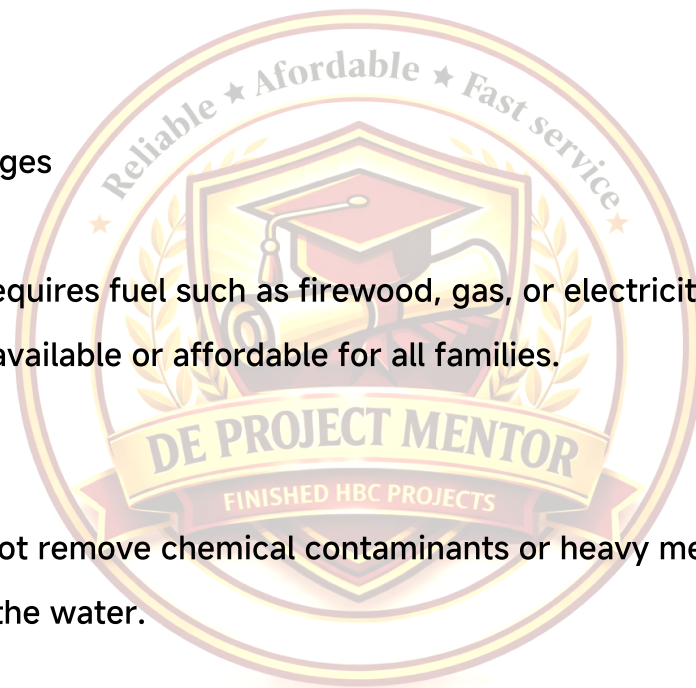 Reliable ★ Afordable ★ Fast service
ges
equires fuel such as firewood, gas, or electricit
available or affordable for all families.
DE PROJECT MENTOR
FINISHED HBC PROJECTS
ot remove chemical contaminants or heavy me
the water.